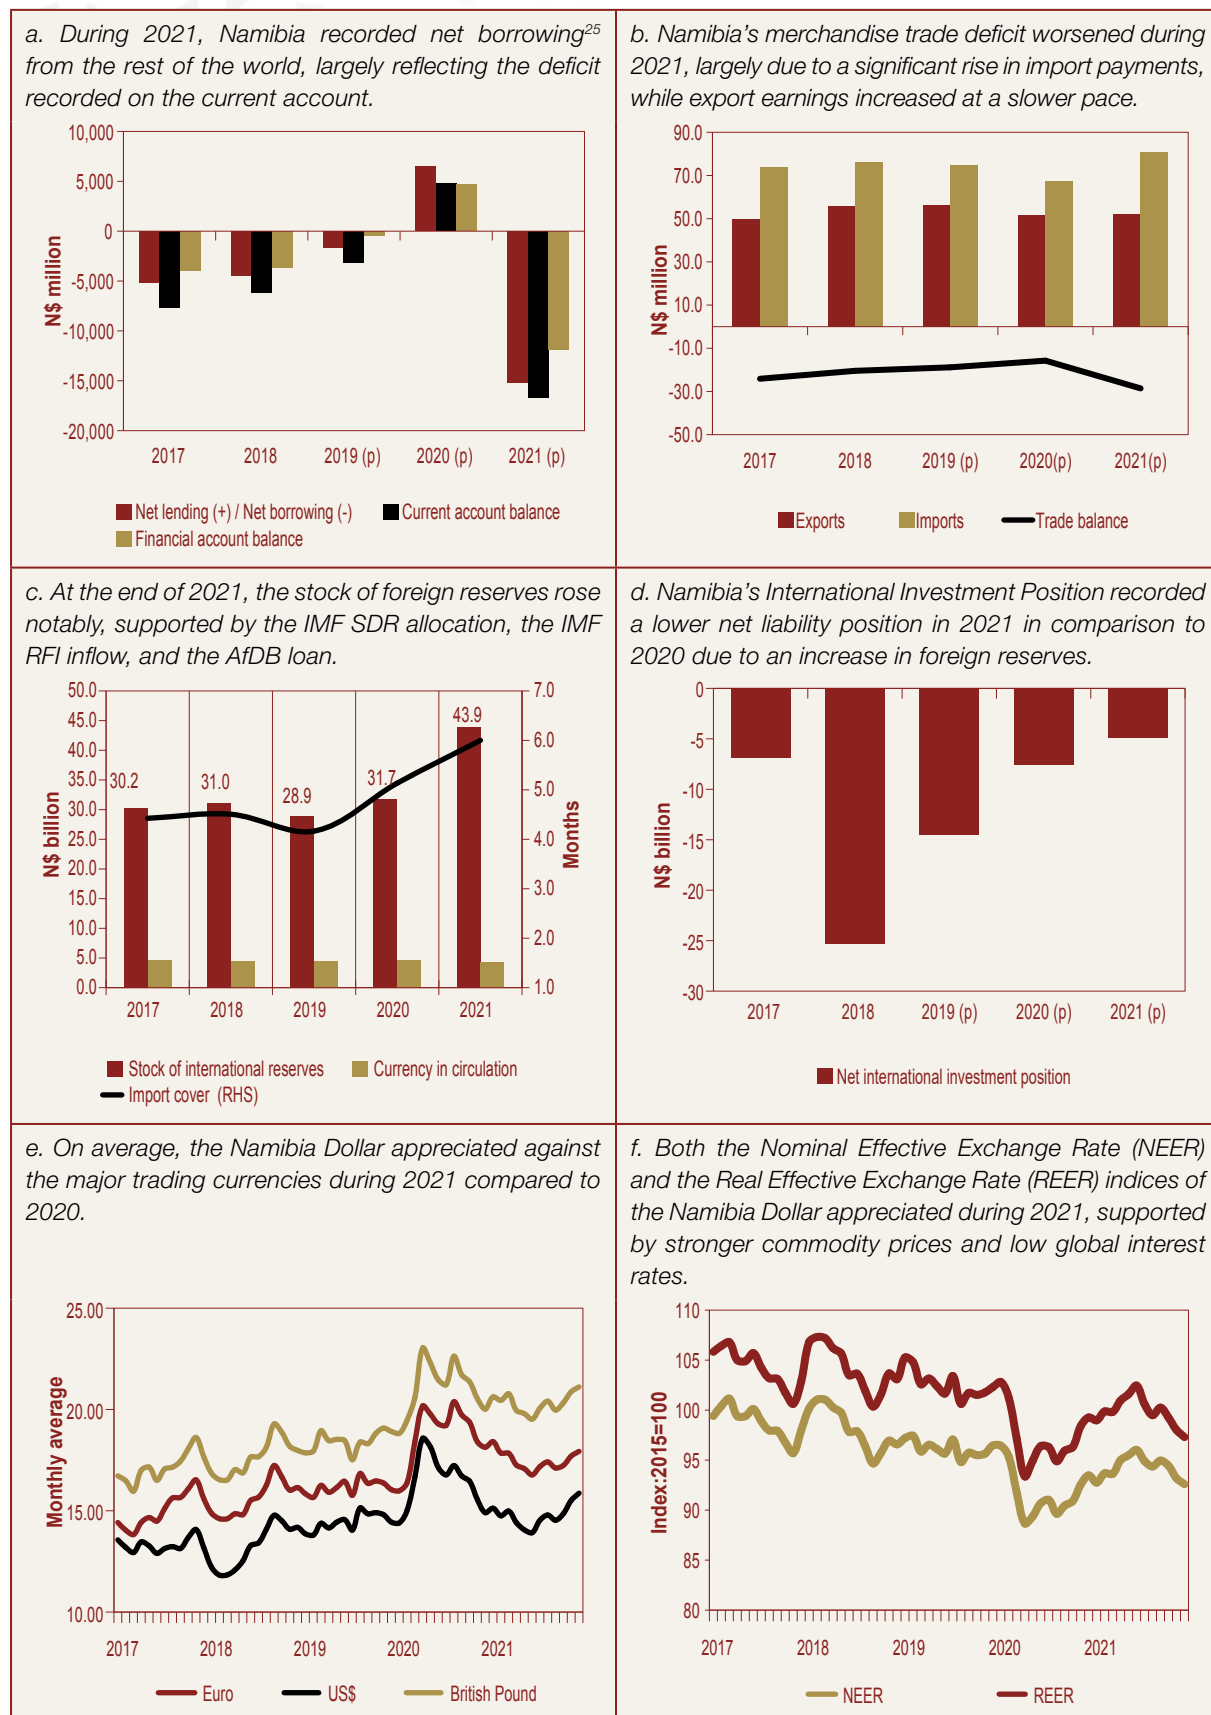 a. During 2021, Namibia recorded net borrowing25
from the rest of the world, largely reflecting the deficit
recorded on the current account.
10,000
5,000
0
-5,000
-10,000
-15,000
-20,000
N$ million
2017 2018 2019 (p) 2020 (p) 2021 (p)
Net lending (+) / Net borrowing (-) Current account balance
Financial account balance
b. Namibia's merchandise trade deficit worsened during
2021, largely due to a significant rise in import payments,
while export earnings increased at a slower pace.
90.0
70.0
50.0
30.0
10.0
-10.0
-30.0
-50.0
N$ million
2017 2018 2019 (p) 2020(p) 2021(p)
Exports Imports Trade balance
c. At the end of 2021, the stock of foreign reserves rose
notably, supported by the IMF SDR allocation, the IMF
RFI inflow, and the AfDB loan.
50.0
45.0
40.0
35.0
30.0
25.0
20.0
15.0
10.0
5.0
0.0
N$ billion
30.2 31.0 28.9 31.7 43.9
7.0
6.0
5.0
4.0
3.0
2.0
1.0
Months
2017 2018 2019 2020 2021
Stock of international reserves Currency in circulation
Import cover (RHS)
d. Namibia's International Investment Position recorded
a lower net liability position in 2021 in comparison to
2020 due to an increase in foreign reserves.
0
-5
-10
-15
-20
-25
-30
N$ billion
2017 2018 2019 (p) 2020 (p) 2021 (p)
Net international investment position
e. On average, the Namibia Dollar appreciated against
the major trading currencies during 2021 compared to
2020.
25.00
20.00
15.00
10.00
Monthly average
2017 2018 2019 2020 2021
Euro US$ British Pound
f. Both the Nominal Effective Exchange Rate (NEER)
and the Real Effective Exchange Rate (REER) indices of
the Namibia Dollar appreciated during 2021, supported
by stronger commodity prices and low global interest
rates.
110
105
100
95
90
85
80
Index:2015=100
2017 2018 2019 2020 2021
NEER REER